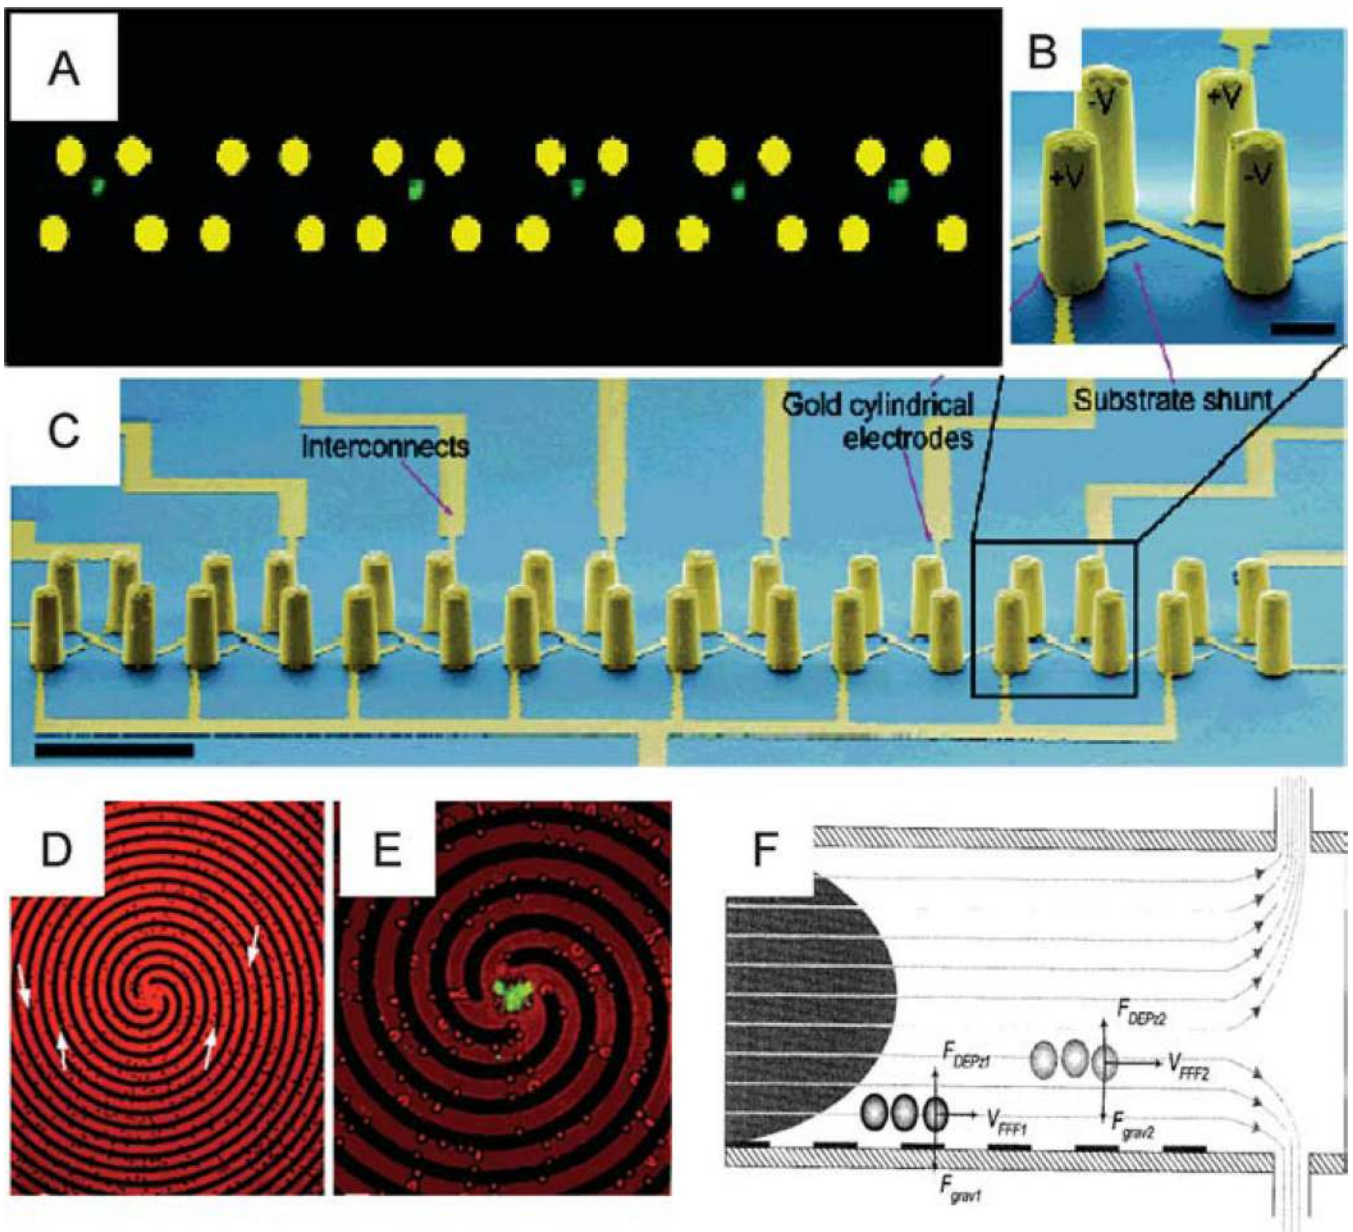 A
B
-V
+V
+V
-V
C
Interconnects
Gold cylindrical
electrodes
Substrate shunt
D
E
F
F_DEPz2
F_DEPz1
V_FFF2
V_FFF1
F_grav2
F_grav1